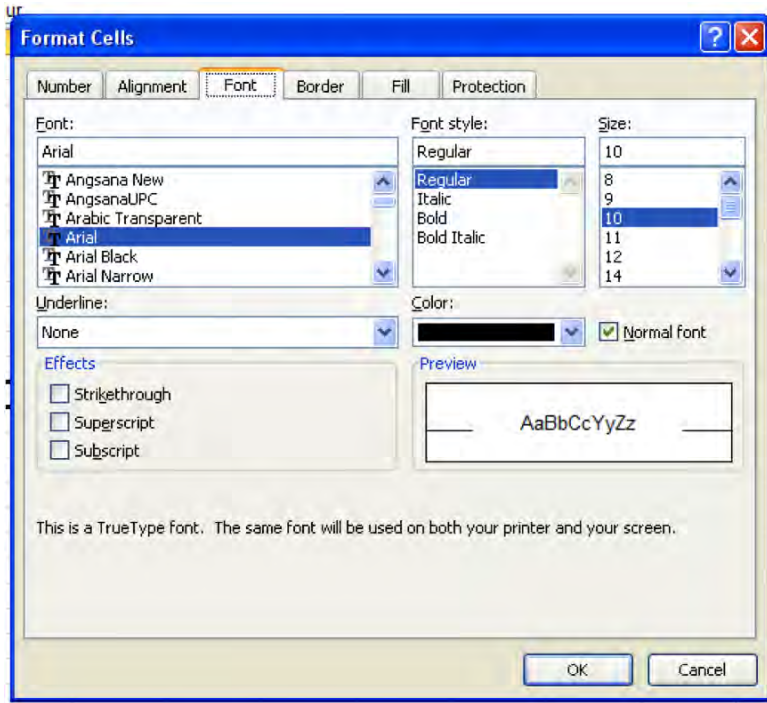 ur
Format Cells
Number Alignment Font Border Fill Protection
Font: Font style: Size:
Arial Regular 10
Angsana New Regular 8
AngsanaUPC Italic 9
Arabic Transparent Bold 10
Arial Bold Italic 11
Arial Black 12
Arial Narrow 14
Underline: Color:
None Normal font
Effects Preview
Strikethrough
Superscript AaBbCcYyZz
Subscript
This is a TrueType font. The same font will be used on both your printer and your screen.
OK Cancel